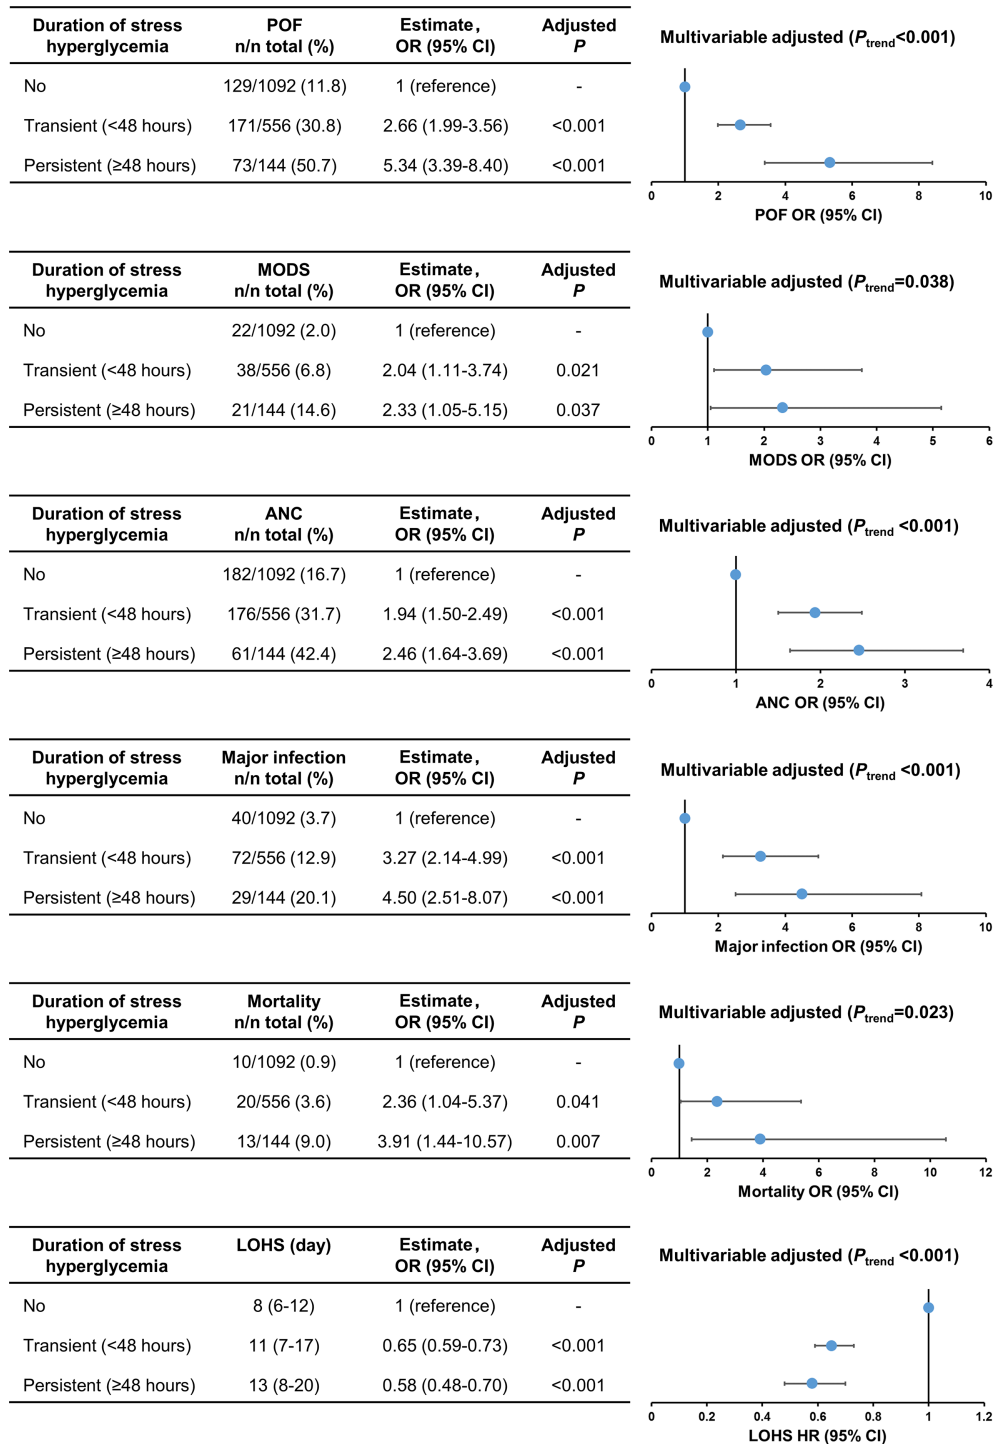 Duration of stress hyperglycemia POF n/n total (%) Estimate, OR (95% CI) Adjusted P
No 129/1092 (11.8) 1 (reference) -
Transient (<48 hours) 171/556 (30.8) 2.66 (1.99-3.56) <0.001
Persistent (≥48 hours) 73/144 (50.7) 5.34 (3.39-8.40) <0.001
Multivariable adjusted (Ptrend<0.001)
0 2 4 6 8 10
POF OR (95% CI)
Duration of stress hyperglycemia MODS n/n total (%) Estimate, OR (95% CI) Adjusted P
No 22/1092 (2.0) 1 (reference) -
Transient (<48 hours) 38/556 (6.8) 2.04 (1.11-3.74) 0.021
Persistent (≥48 hours) 21/144 (14.6) 2.33 (1.05-5.15) 0.037
Multivariable adjusted (Ptrend=0.038)
0 1 2 3 4 5 6
MODS OR (95% CI)
Duration of stress hyperglycemia ANC n/n total (%) Estimate, OR (95% CI) Adjusted P
No 182/1092 (16.7) 1 (reference) -
Transient (<48 hours) 176/556 (31.7) 1.94 (1.50-2.49) <0.001
Persistent (≥48 hours) 61/144 (42.4) 2.46 (1.64-3.69) <0.001
Multivariable adjusted (Ptrend <0.001)
0 1 2 3 4
ANC OR (95% CI)
Duration of stress hyperglycemia Major infection n/n total (%) Estimate, OR (95% CI) Adjusted P
No 40/1092 (3.7) 1 (reference) -
Transient (<48 hours) 72/556 (12.9) 3.27 (2.14-4.99) <0.001
Persistent (≥48 hours) 29/144 (20.1) 4.50 (2.51-8.07) <0.001
Multivariable adjusted (Ptrend <0.001)
0 2 4 6 8 10
Major infection OR (95% CI)
Duration of stress hyperglycemia Mortality n/n total (%) Estimate, OR (95% CI) Adjusted P
No 10/1092 (0.9) 1 (reference) -
Transient (<48 hours) 20/556 (3.6) 2.36 (1.04-5.37) 0.041
Persistent (≥48 hours) 13/144 (9.0) 3.91 (1.44-10.57) 0.007
Multivariable adjusted (Ptrend=0.023)
0 2 4 6 8 10 12
Mortality OR (95% CI)
Duration of stress hyperglycemia LOHS (day) Estimate, OR (95% CI) Adjusted P
No 8 (6-12) 1 (reference) -
Transient (<48 hours) 11 (7-17) 0.65 (0.59-0.73) <0.001
Persistent (≥48 hours) 13 (8-20) 0.58 (0.48-0.70) <0.001
Multivariable adjusted (Ptrend <0.001)
0 0.2 0.4 0.6 0.8 1 1.2
LOHS HR (95% CI)